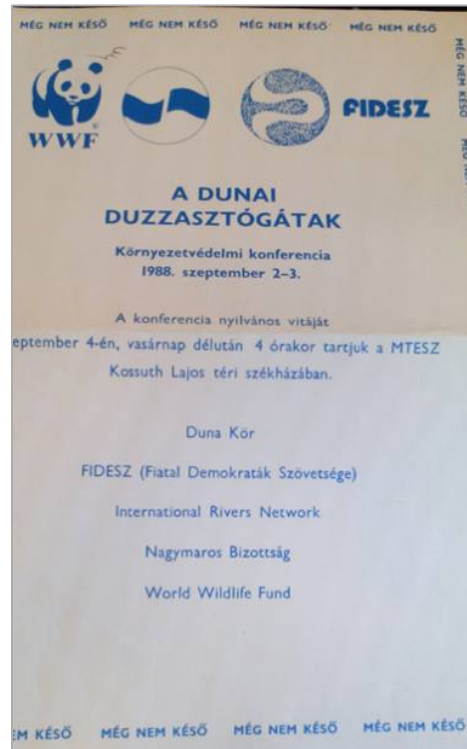 MÉG NEM KÉSŐ MÉG NEM KÉSŐ MÉG NEM KÉSŐ MÉG NEM KÉSŐ
MÉG NEM KÉSŐ
WWF
FIDESZ
A DUNAI
DUZZASTÓGÁTAK
Környezetvédelmi konferencia
1988. szeptember 2–3.
A konferencia nyilvános vitáját
eptember 4-én, vasárnap délután 4 órakor tartjuk a MTESZ
Kossuth Lajos téri székházában.
Duna Kör
FIDESZ (Fiatal Demokraták Szövetsége)
International Rivers Network
Nagymaros Bizottság
World Wildlife Fund
EM KÉSŐ MÉG NEM KÉSŐ MÉG NEM KÉSŐ MÉG NEM KÉSŐ